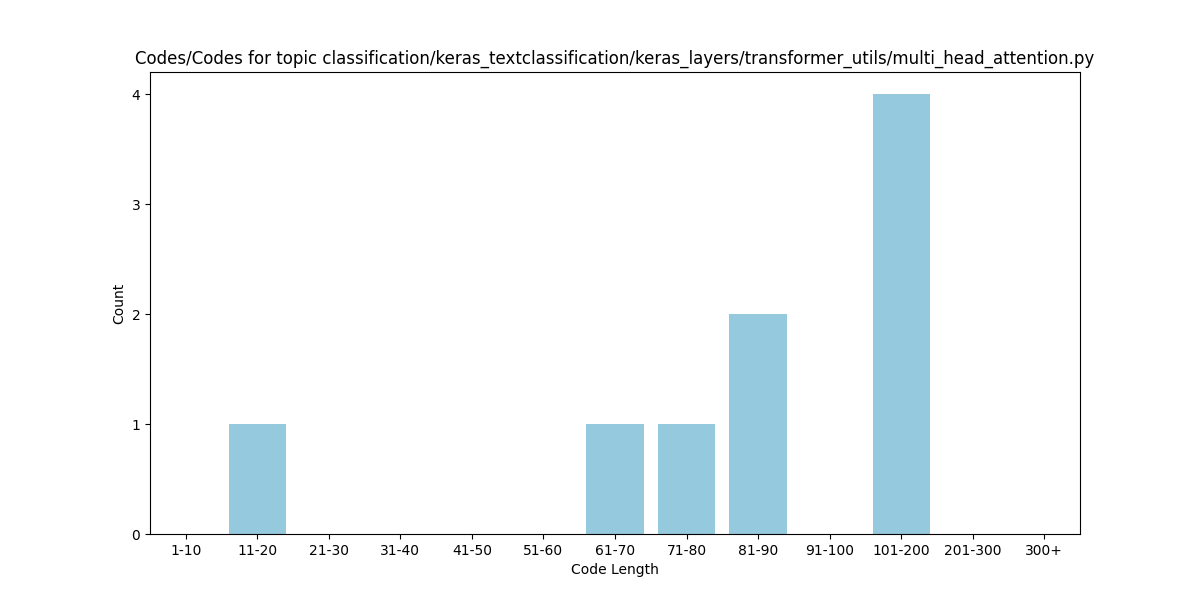 Codes/Codes for topic classification/keras_textclassification/keras_layers/transformer_utils/multi_head_attention.py
4
3
2
1
0
Count
1-10 11-20 21-30 31-40 41-50 51-60 61-70 71-80 81-90 91-100 101-200 201-300 300+
Code Length